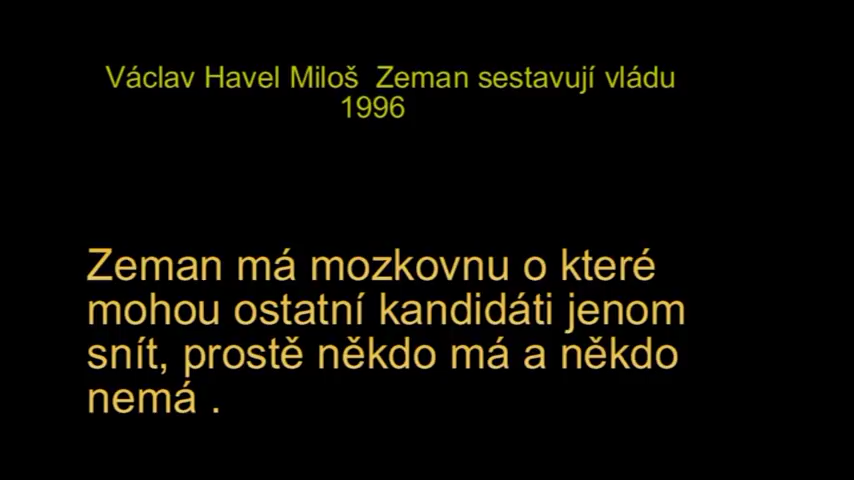 Václav Havel Miloš  Zeman sestavují vládu
1996
Zeman má mozkovnu o které
mohou ostatní kandidáti jenom
snít, prostě někdo má a někdo
nemá .